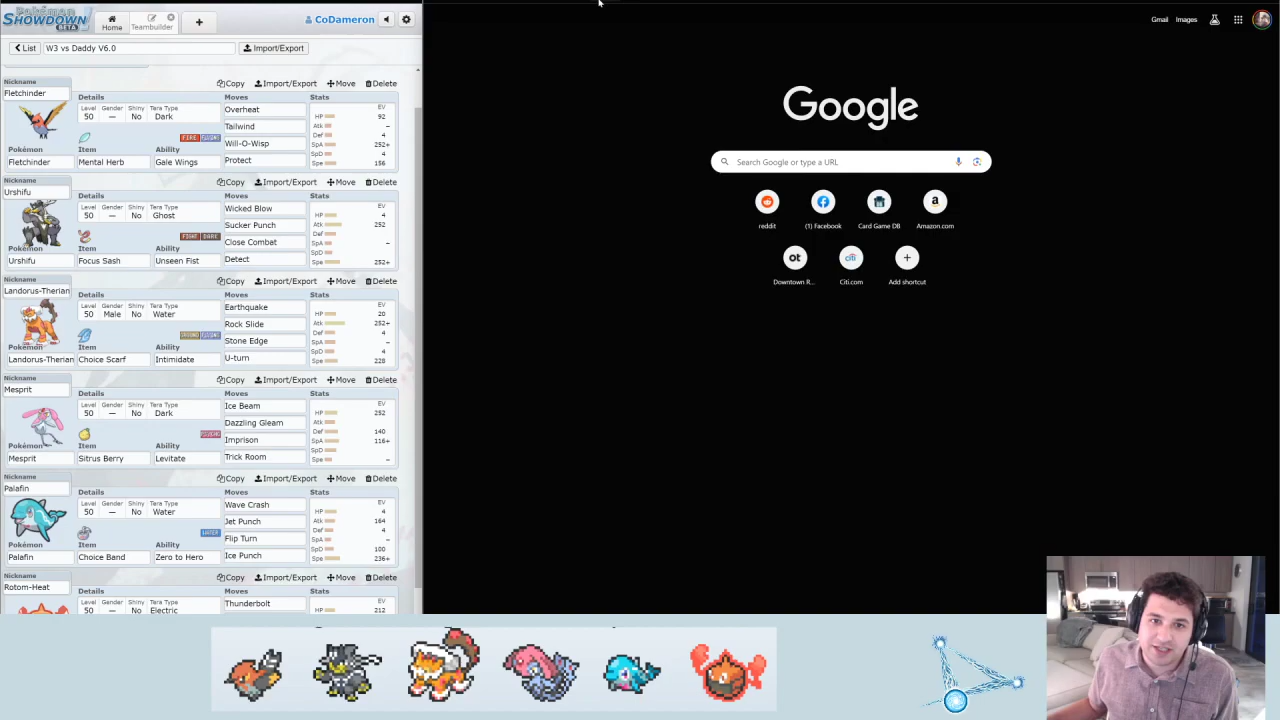 Pokémon
SHOWDOWN
BETA
Home
Teambuilder
CoDameron
List
W3 vs Daddy V6.0
Import/Export
Gmail
Images
Nickname
Fletchinder
Copy Import/Export Move Delete
Details Moves Stats
Level Gender Shiny Tera Type
50 — No Dark
Overheat
Tailwind
Will-O-Wisp
Protect
EV
HP 92
Atk –
Def 4
SpA 252+
SpD 4
Spe 156
FIRE
Pokémon Item Ability
Fletchinder Mental Herb Gale Wings
Nickname
Urshifu
Copy Import/Export Move Delete
Details Moves Stats
Level Gender Shiny Tera Type
50 — No Ghost
Wicked Blow
Sucker Punch
Close Combat
Detect
EV
HP 4
Atk 252
Def
SpA –
SpD
Spe 252+
FIGHT DARK
Pokémon Item Ability
Urshifu Focus Sash Unseen Fist
Nickname
Landorus-Therian
Copy Import/Export Move Delete
Details Moves Stats
Level Gender Shiny Tera Type
50 Male No Water
Earthquake
Rock Slide
Stone Edge
U-turn
EV
HP 20
Atk 252+
Def 4
SpA –
SpD 4
Spe 228
Pokémon Item Ability
Landorus-Therian Choice Scarf Intimidate
Nickname
Mesprit
Copy Import/Export Move Delete
Details Moves Stats
Level Gender Shiny Tera Type
50 — No Dark
Ice Beam
Dazzling Gleam
Imprison
Trick Room
EV
HP 252
Atk
Def 140
SpA 116+
SpD
Spe –
PSYCHC
Pokémon Item Ability
Mesprit Sitrus Berry Levitate
Nickname
Palafin
Copy Import/Export Move Delete
Details Moves Stats
Level Gender Shiny Tera Type
50 — No Water
Wave Crash
Jet Punch
Flip Turn
Ice Punch
EV
HP 4
Atk 164
Def 4
SpA –
SpD 100
Spe 236+
WATER
Pokémon Item Ability
Palafin Choice Band Zero to Hero
Nickname
Rotom-Heat
Copy Import/Export Move Delete
Details Moves Stats
Level Gender Shiny Tera Type
50 — No Electric
Thunderbolt
EV
HP 212
Google
Search Google or type a URL
reddit
(1) Facebook
Card Game DB
Amazon.com
ot
Downtown R...
citi
Citi.com
Add shortcut